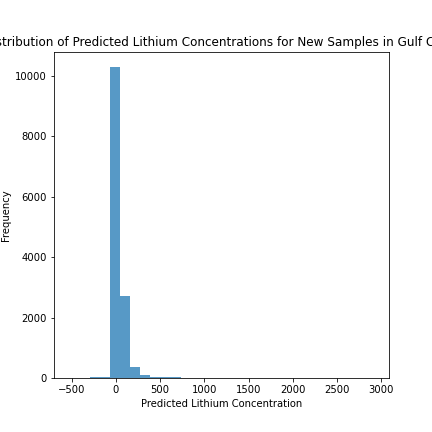 of Predicted Lithium Concentrations for New Samples in Gulf
10000
8000
6000
4000
2000
0
Frequency
−500 0 500 1000 1500 2000 2500 3000
Predicted Lithium Concentration